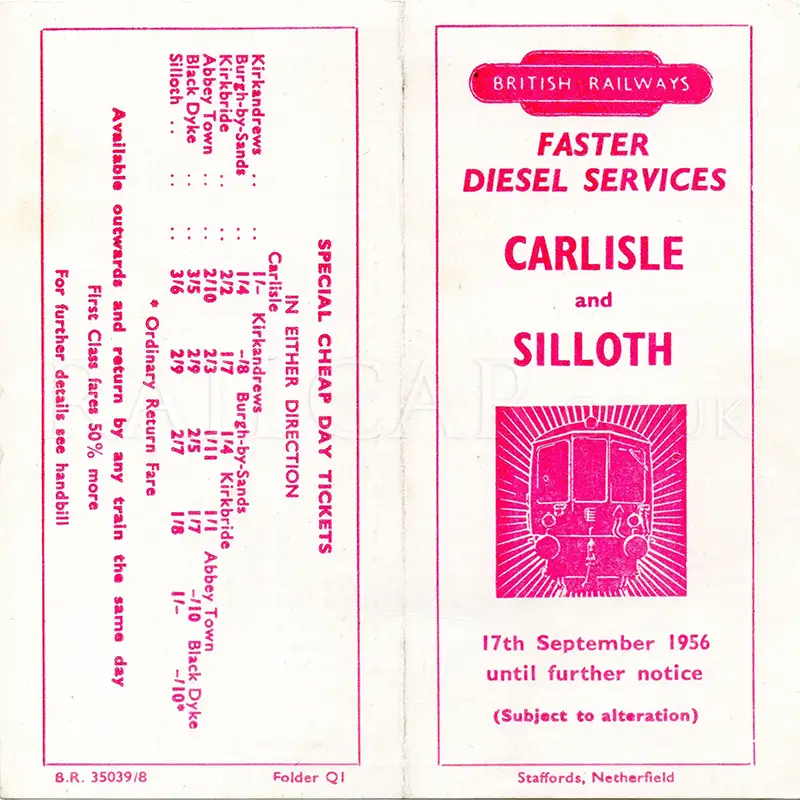 SPECIAL CHEAP DAY TICKETS
IN EITHER DIRECTION
Carlisle
Kirkandrews .. .. 1/- Kirkandrews
Burgh-by-Sands .. 1/4 -/8 Burgh-by-Sands
Kirkbride .. .. 2/2 1/7 1/4 Kirkbride
Abbey Town .. .. 2/10 2/3 1/11 1/1 Abbey Town
Black Dyke .. .. 3/5 2/9 2/5 1/7 -/10 Black Dyke
Silloth .. .. .. 3/6 2/9 2/7 1/8 1/- -/10*
* Ordinary Return Fare
Available outwards and return by any train the same day
First Class fares 50% more
For further details see handbill
B.R. 35039/8 Folder Q1
BRITISH RAILWAYS
FASTER
DIESEL SERVICES
CARLISLE
and
SILLOTH
17th September 1956
until further notice
(Subject to alteration)
Staffords, Netherfield
RAILCAR.CO.UK